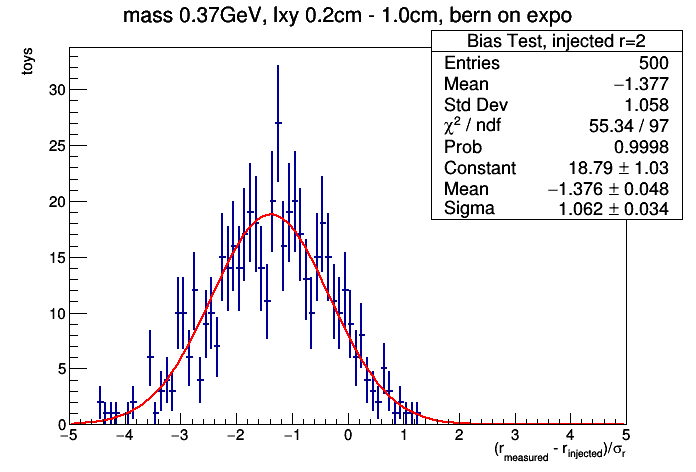 mass 0.37GeV, lxy 0.2cm - 1.0cm, bern on expo
Bias Test, injected r=2
Entries 500
Mean −1.377
Std Dev 1.058
χ² / ndf 55.34 / 97
Prob 0.9998
Constant 18.79 ± 1.03
Mean −1.376 ± 0.048
Sigma 1.062 ± 0.034
toys
30
25
20
15
10
5
0
−5 −4 −3 −2 −1 0 1 2 3 4 5
(r_measured - r_injected)/σ_r